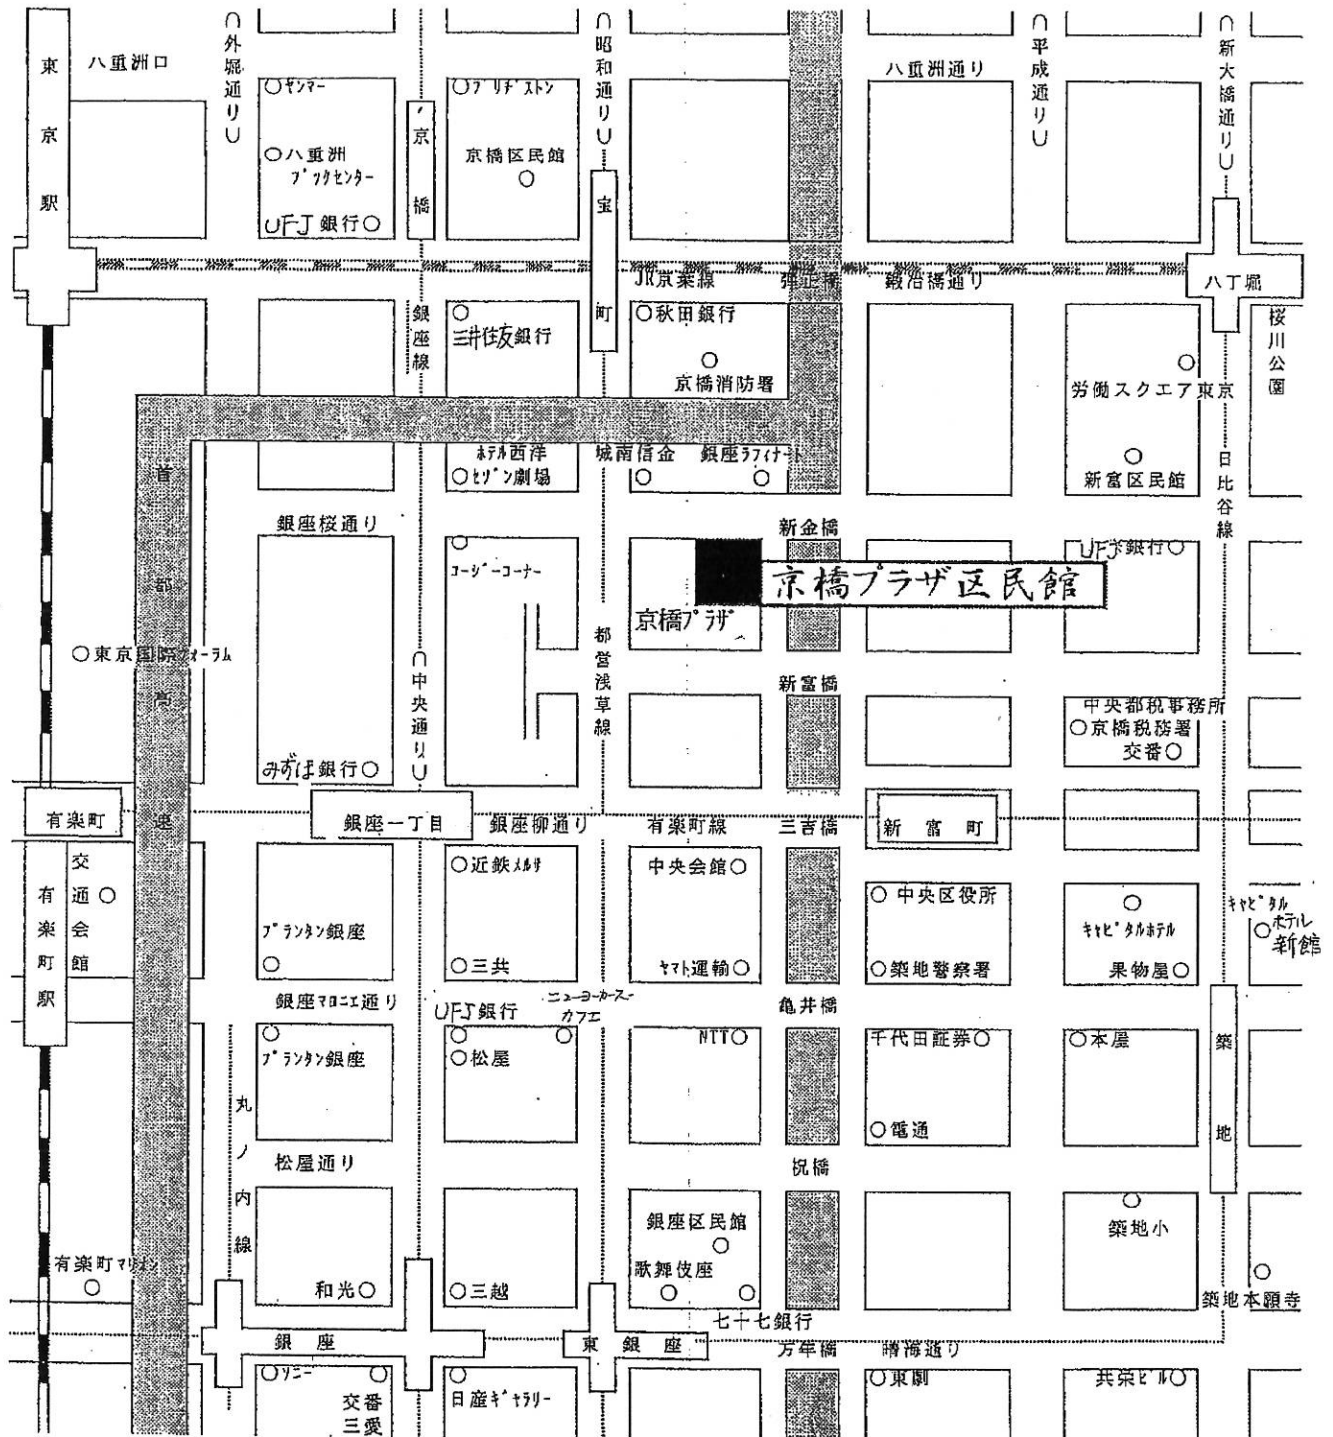 東京駅
八重洲口
⊂外堀通り⊃
⊂昭和通り⊃
八重洲通り
⊂平成通り⊃
⊂新大橋通り⊃
ヤンマー
八重洲
ブックセンター
UFJ銀行
京橋
ブリヂストン
京橋区民館
宝町
JR京葉線
弾正橋
鍛冶橋通り
八丁堀
銀座線
三井住友銀行
秋田銀行
京橋消防署
桜川公園
労働スクエア東京
首都高速
ホテル西洋
セゾン劇場
城南信金
銀座ラフィナート
新富区民館
日比谷線
銀座桜通り
コージーコーナー
新金橋
京橋プラザ区民館
京橋プラザ
UFJ銀行
東京国際フォーラム
⊂中央通り⊃
都営浅草線
新富橋
中央都税事務所
京橋税務署
交番
みずほ銀行
有楽町
銀座一丁目
銀座柳通り
有楽町線
三吉橋
新富町
有楽町駅
交通会館
プランタン銀座
近鉄メルサ
三共
中央会館
ヤマト運輸
中央区役所
築地警察署
キャピタルホテル
果物屋
キャピタル
ホテル
新館
銀座マロニエ通り
UFJ銀行
ニューヨーカーズ
カフェ
亀井橋
プランタン銀座
松屋
NTT
千代田証券
電通
本屋
築地
丸ノ内線
松屋通り
祝橋
有楽町マリオン
和光
三越
銀座区民館
歌舞伎座
七十七銀行
築地小
築地本願寺
銀座
東銀座
万年橋
晴海通り
ソニー
交番
三愛
日産ギャラリー
東劇
共栄ビル